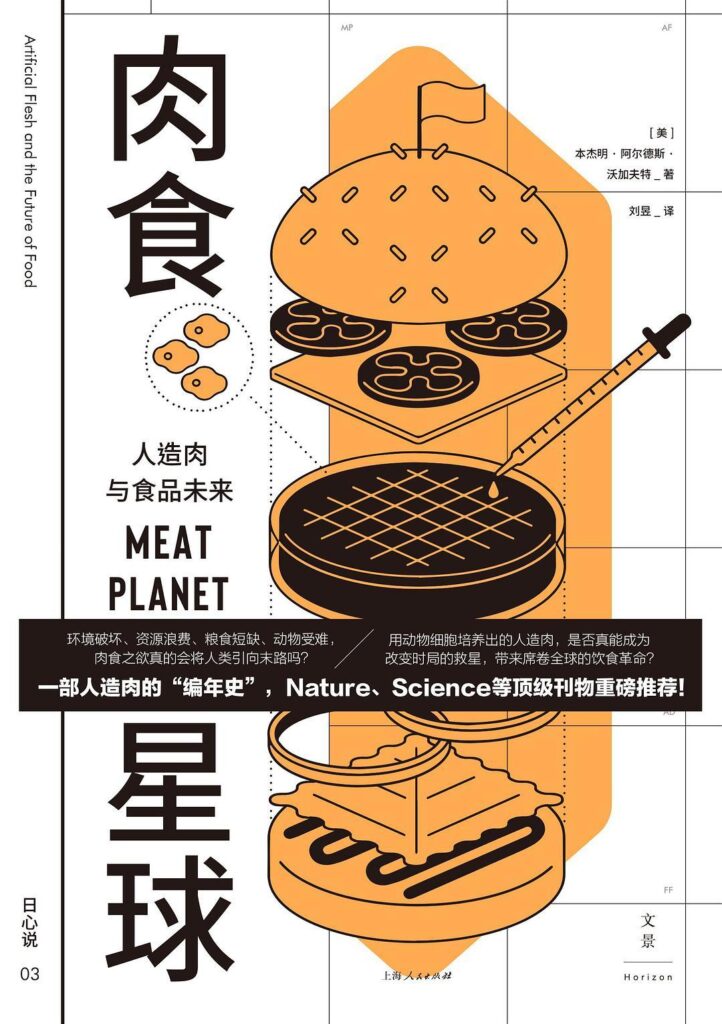 Artificial Flesh and the Future of Food
MP
AF
肉
食
[ 美 ]
本杰明 · 阿尔德斯 ·
沃加夫特 _ 著
刘昱 _ 译
人造肉
与食品未来
MEAT
PLANET
环境破坏、资源浪费、粮食短缺、动物受难，
肉食之欲真的会将人类引向末路吗？
用动物细胞培养出的人造肉，是否真能成为
改变时局的救星，带来席卷全球的饮食革命？
一部人造肉的“编年史”，Nature、Science等顶级刊物重磅推荐！
AD
星
球
FF
日心说
03
文
景
Horizon
上海人民出版社